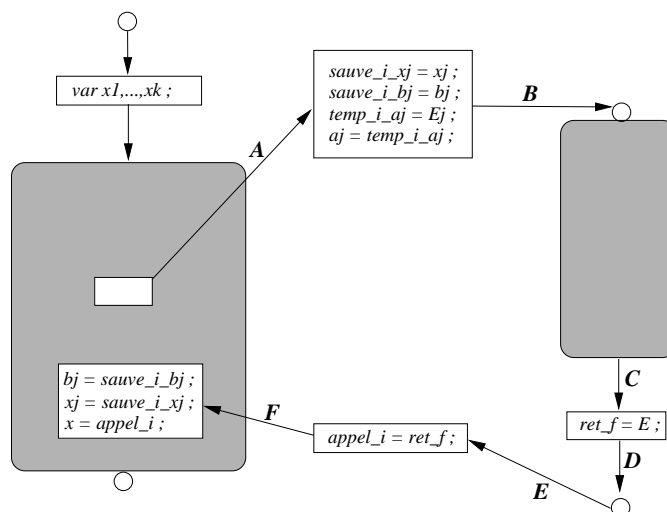 var x1,...,xk ;
sauve_i_xj = xj ;
sauve_i_bj = bj ;
temp_i_aj = Ej ;
aj = temp_i_aj ;
B
A
bj = sauve_i_bj ;
xj = sauve_i_xj ;
x = appel_i ;
F
appel_i = ret_f ;
C
ret_f = E ;
D
E